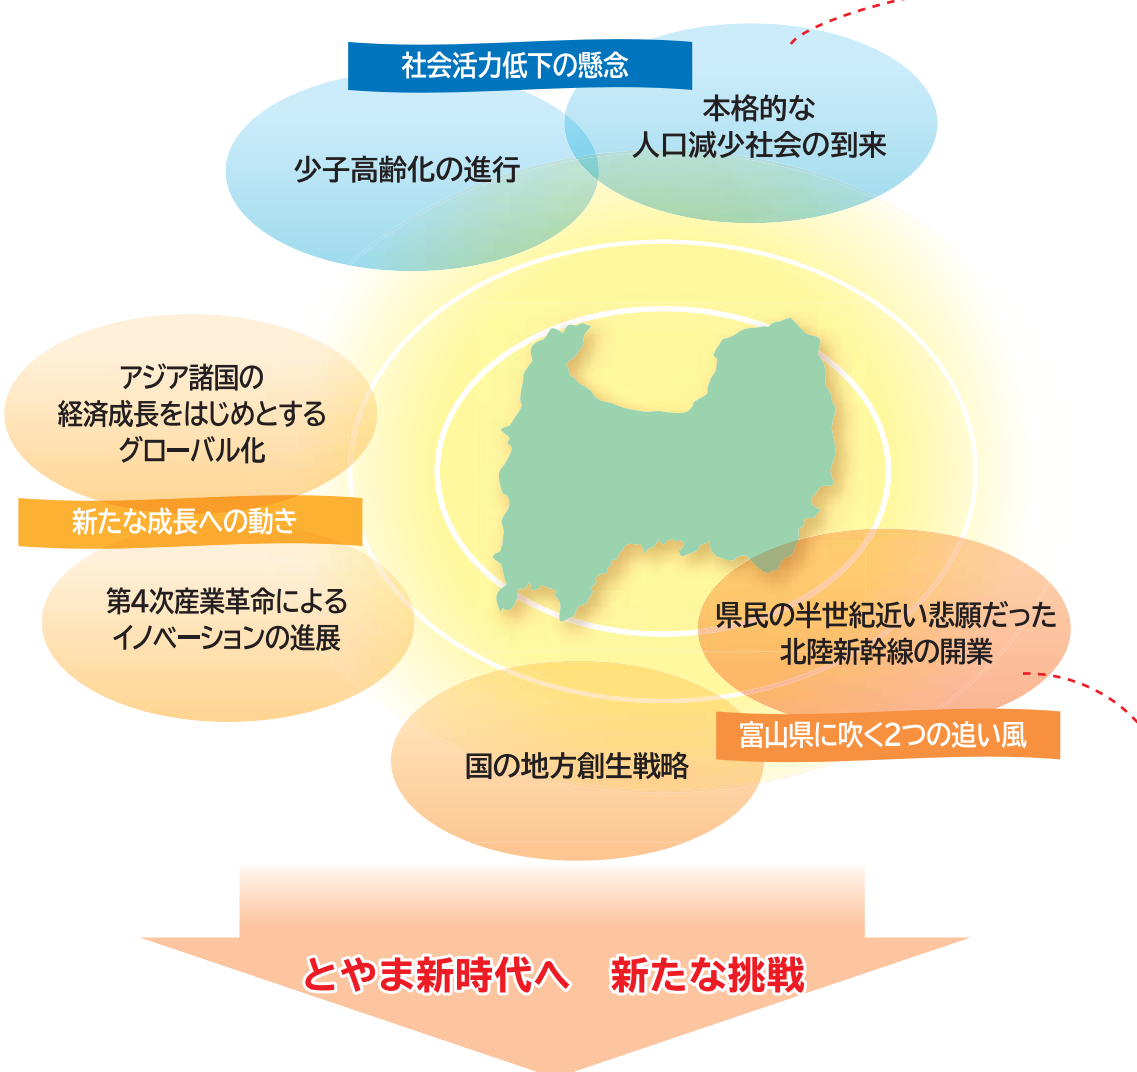 社会活力低下の懸念
本格的な
人口減少社会の到来
少子高齢化の進行
アジア諸国の
経済成長をはじめとする
グローバル化
新たな成長への動き
第4次産業革命による
イノベーションの進展
県民の半世紀近い悲願だった
北陸新幹線の開業
富山県に吹く2つの追い風
国の地方創生戦略
とやま新時代へ　新たな挑戦